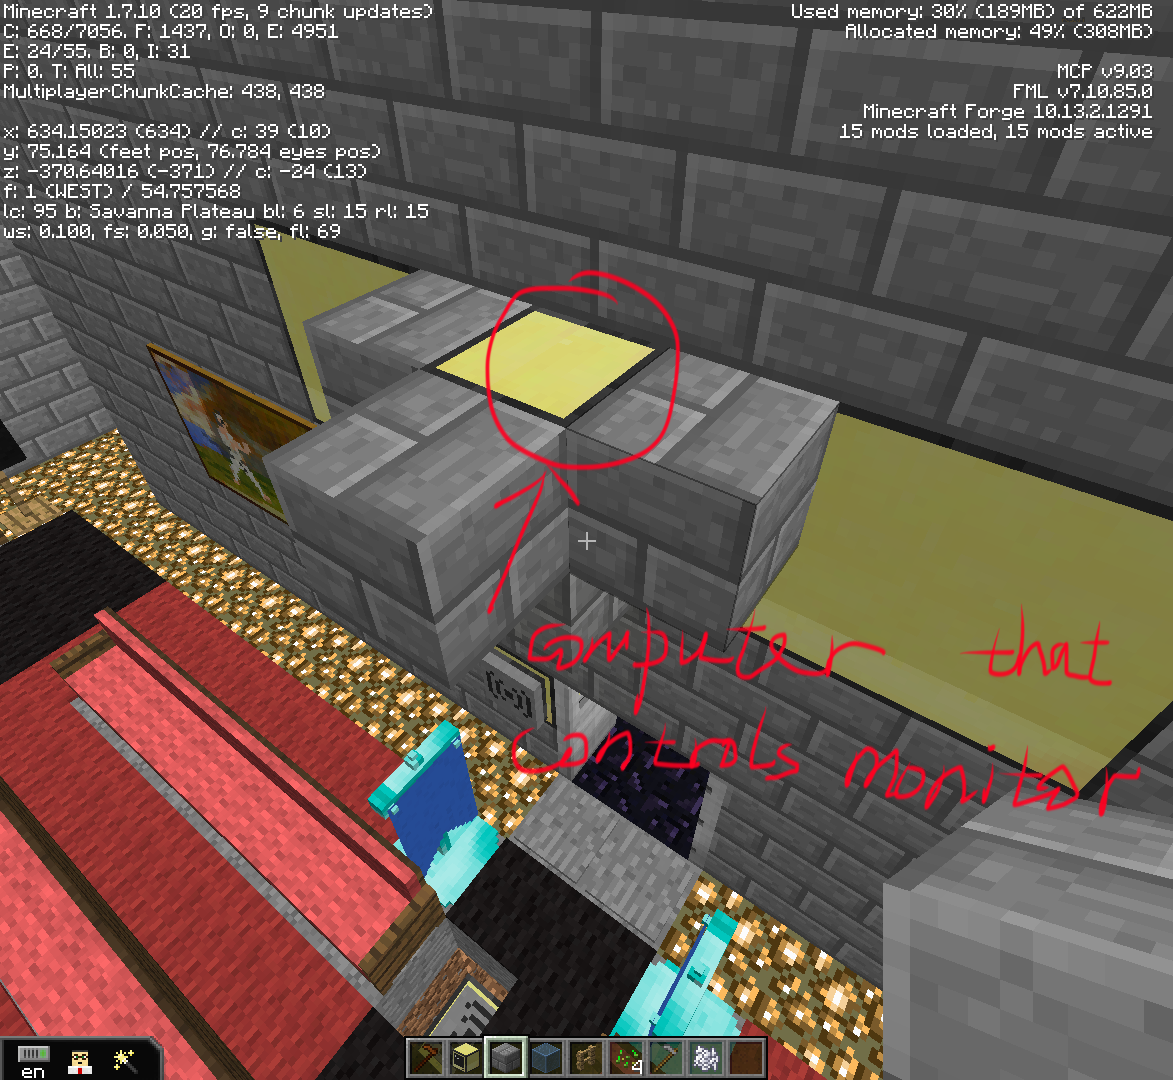 Minecraft 1.7.10 (20 fps, 9 chunk updates)
C: 668/7056. F: 1437, O: 0, E: 4951
E: 24/55. B: 0, I: 31
P: 0. T: All: 55
MultiplayerChunkCache: 438, 438
x: 634.15023 (634) // c: 39 (10)
y: 75.164 (feet pos, 76.784 eyes pos)
z: -370.64016 (-371) // c: -24 (13)
f: 1 (WEST) / 54.757568
lc: 95 b: Savanna Plateau bl: 6 sl: 15 rl: 15
ws: 0.100, fs: 0.050, g: false, fl: 69
Used memory: 30% (189MB) of 622MB
Allocated memory: 49% (308MB)
MCP v9.03
FML v7.10.85.0
Minecraft Forge 10.13.2.1291
15 mods loaded, 15 mods active
Computer that
controls monitor
en
4